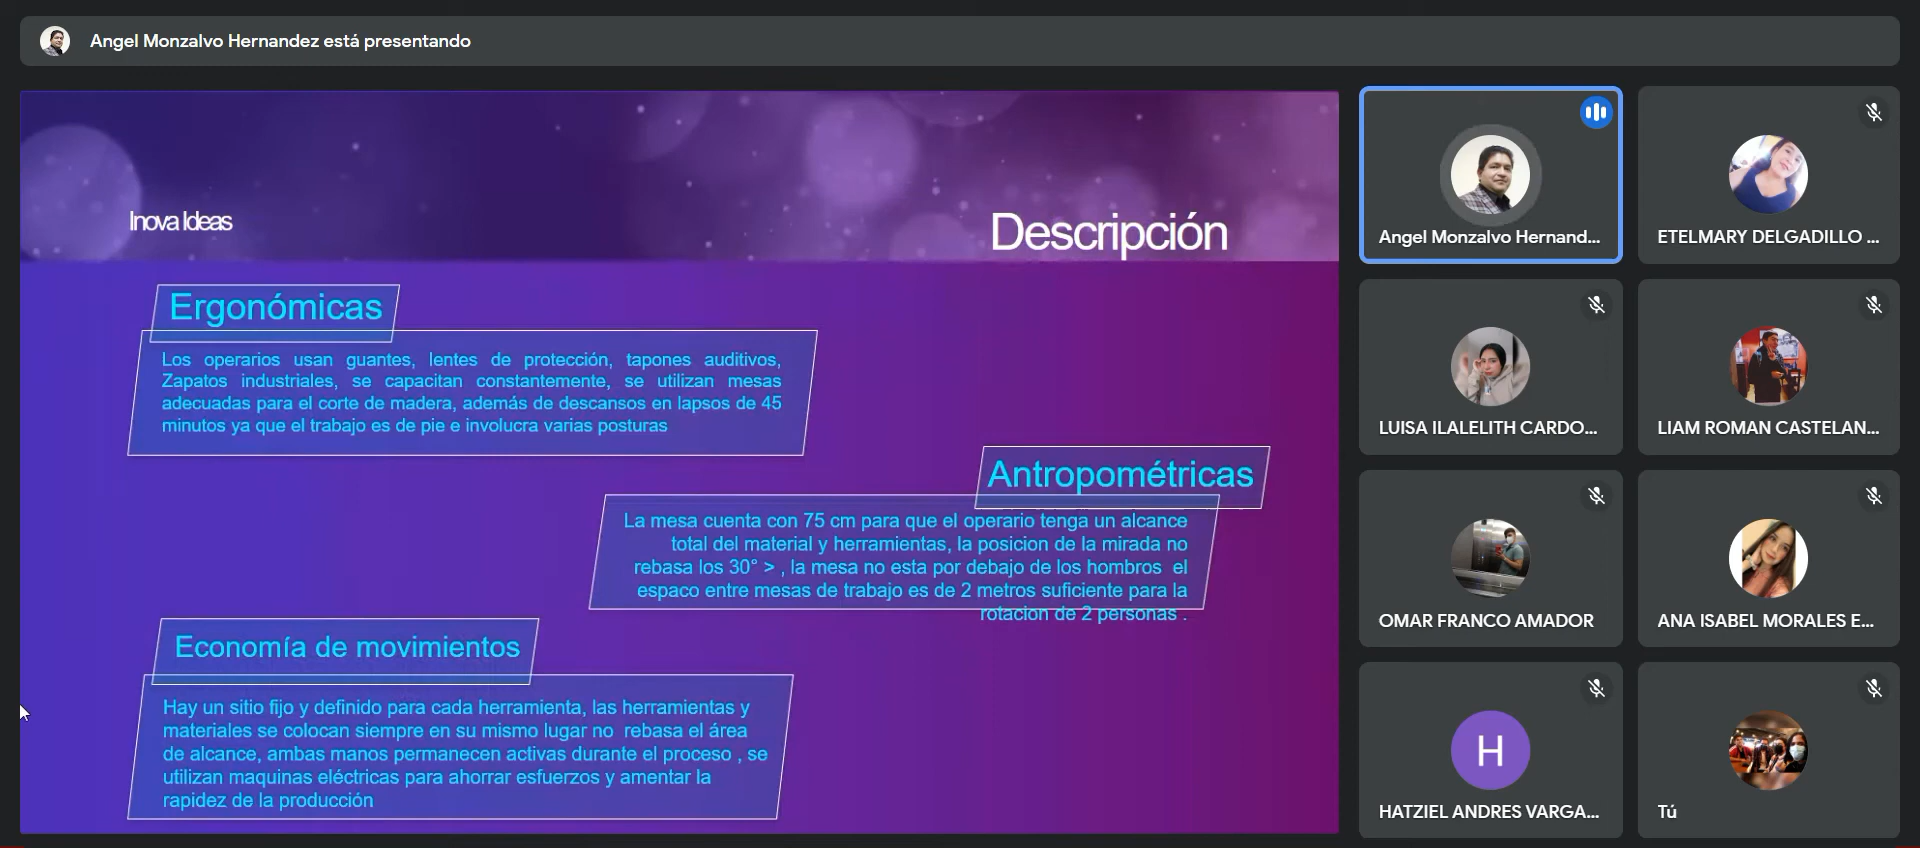 Angel Monzalvo Hernandez está presentando
Inova Ideas
Descripción
Ergonómicas
Los operarios usan guantes, lentes de protección, tapones auditivos,
Zapatos industriales, se capacitan constantemente, se utilizan mesas
adecuadas para el corte de madera, además de descansos en lapsos de 45
minutos ya que el trabajo es de pie e involucra varias posturas
Antropométricas
La mesa cuenta con 75 cm para que el operario tenga un alcance
total del material y herramientas, la posicion de la mirada no
rebasa los 30° > , la mesa no esta por debajo de los hombros el
espaco entre mesas de trabajo es de 2 metros suficiente para la
rotacion de 2 personas .
Economía de movimientos
Hay un sitio fijo y definido para cada herramienta, las herramientas y
materiales se colocan siempre en su mismo lugar no rebasa el área
de alcance, ambas manos permanecen activas durante el proceso , se
utilizan maquinas eléctricas para ahorrar esfuerzos y amentar la
rapidez de la producción
Angel Monzalvo Hernand...
ETELMARY DELGADILLO ...
LUISA ILALELITH CARDO...
LIAM ROMAN CASTELAN...
OMAR FRANCO AMADOR
ANA ISABEL MORALES E...
H
HATZIEL ANDRES VARGA...
Tú